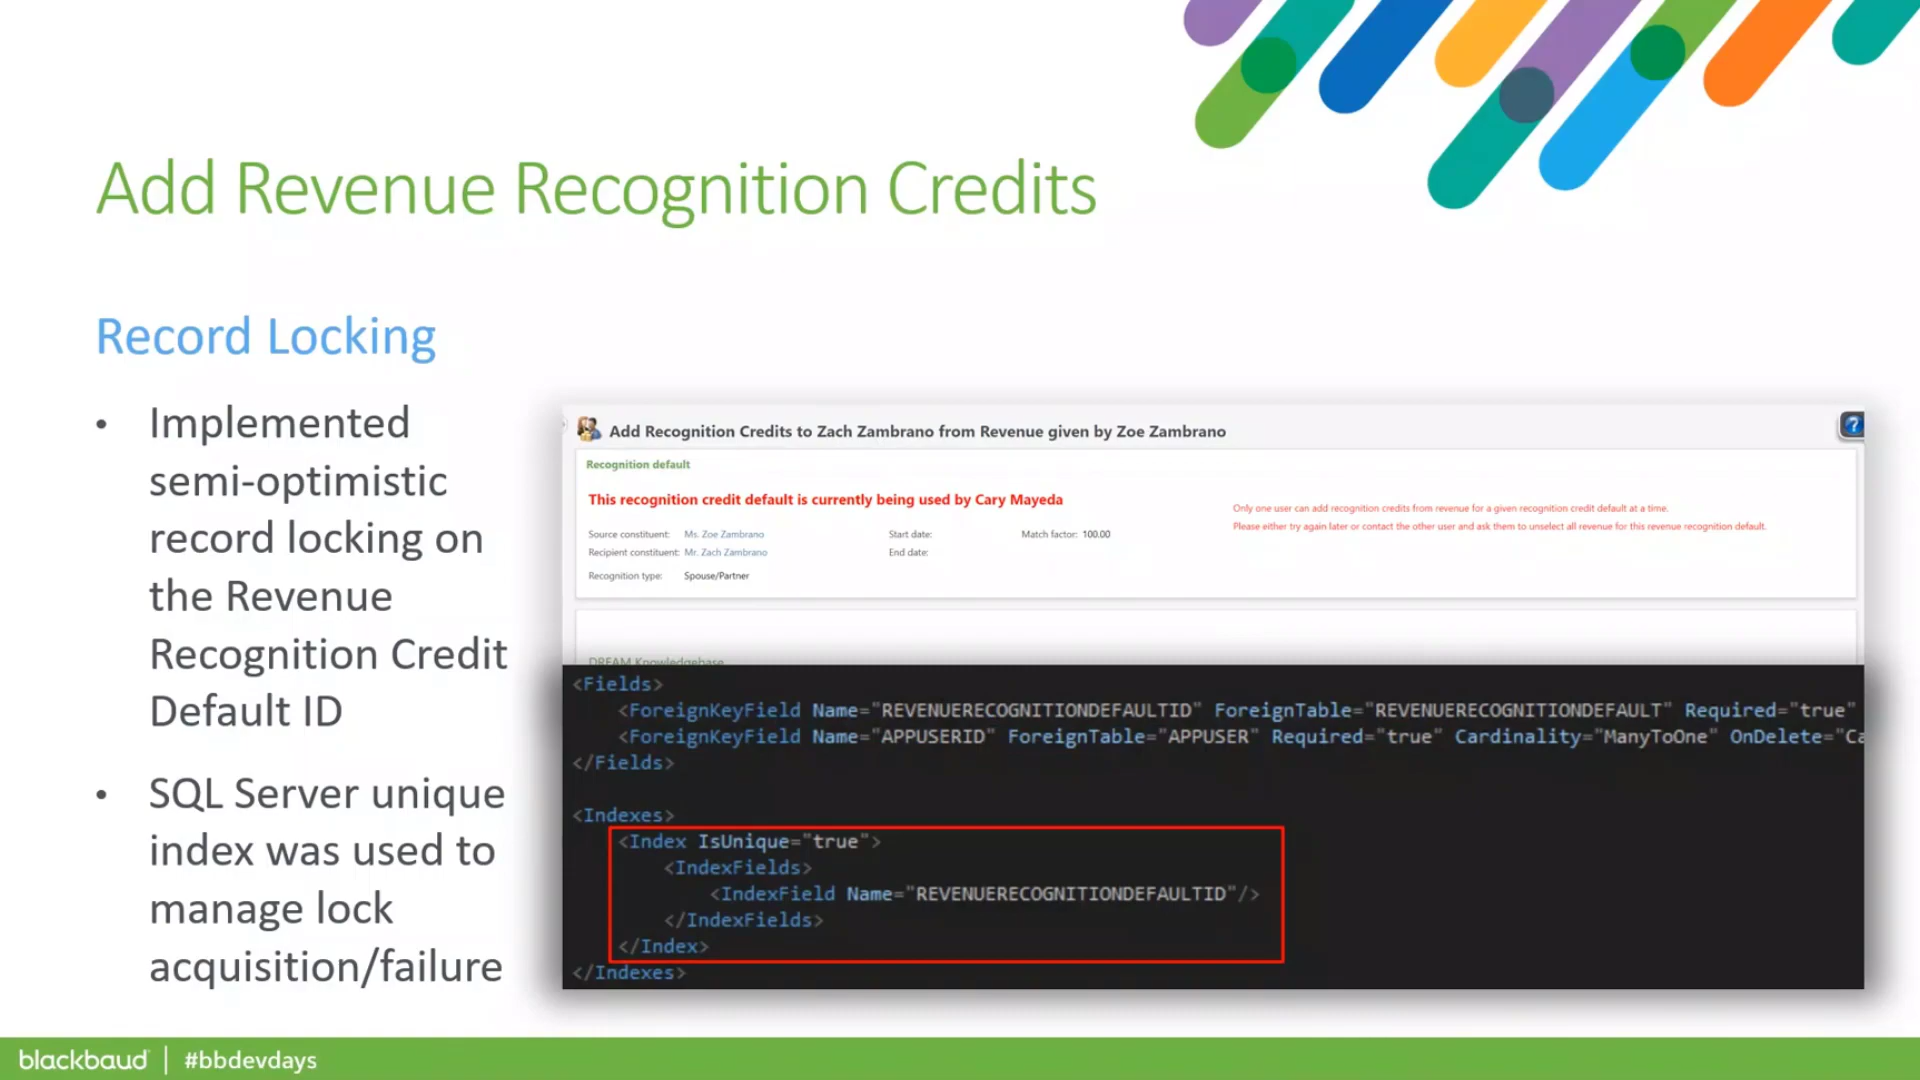 Add Revenue Recognition Credits
Record Locking
• Implemented
semi-optimistic
record locking on
the Revenue
Recognition Credit
Default ID
• SQL Server unique
index was used to
manage lock
acquisition/failure
Add Recognition Credits to Zach Zambrano from Revenue given by Zoe Zambrano
?
Recognition default
This recognition credit default is currently being used by Cary Mayeda
Only one user can add recognition credits from revenue for a given recognition credit default at a time.
Please either try again later or contact the other user and ask them to unselect all revenue for this revenue recognition default.
Source constituent: Ms. Zoe Zambrano Start date: Match factor: 100.00
Recipient constituent: Mr. Zach Zambrano End date:
Recognition type: Spouse/Partner
DREAM Knowledgebase
<Fields>
<ForeignKeyField Name="REVENUERECOGNITIONDEFAULTID" ForeignTable="REVENUERECOGNITIONDEFAULT" Required="true"
<ForeignKeyField Name="APPUSERID" ForeignTable="APPUSER" Required="true" Cardinality="ManyToOne" OnDelete="Ca
</Fields>
<Indexes>
<Index IsUnique="true">
<IndexFields>
<IndexField Name="REVENUERECOGNITIONDEFAULTID"/>
</IndexFields>
</Index>
</Indexes>
blackbaud | #bbdevdays